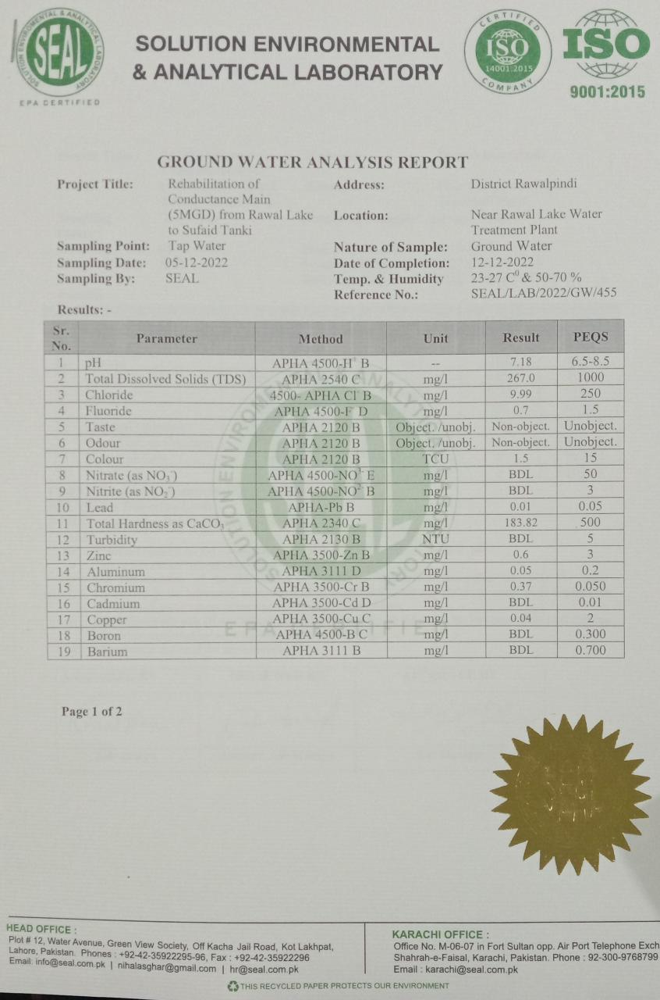 SOLUTION ENVIROMENTAL & ANALYTICAL LABORATORY
SEAL
EPA CERTIFIED
SOLUTION ENVIRONMENTAL
& ANALYTICAL LABORATORY
CERTIFIED
ISO
14001:2015
COMPANY
ISO
9001:2015
GROUND WATER ANALYSIS REPORT
Project Title: Rehabilitation of Conductance Main (5MGD) from Rawal Lake to Sufaid Tanki
Address: District Rawalpindi
Location: Near Rawal Lake Water Treatment Plant
Sampling Point: Tap Water Nature of Sample: Ground Water
Sampling Date: 05-12-2022 Date of Completion: 12-12-2022
Sampling By: SEAL Temp. & Humidity 23-27 C⁰ & 50-70 %
Reference No.: SEAL/LAB/2022/GW/455
Results: -
Sr. No. Parameter Method Unit Result PEQS
1 pH APHA 4500-H⁺ B -- 7.18 6.5-8.5
2 Total Dissolved Solids (TDS) APHA 2540 C mg/l 267.0 1000
3 Chloride 4500- APHA Cl⁻ B mg/l 9.99 250
4 Fluoride APHA 4500-F⁻ D mg/l 0.7 1.5
5 Taste APHA 2120 B Object. /unobj. Non-object. Unobject.
6 Odour APHA 2120 B Object. /unobj. Non-object. Unobject.
7 Colour APHA 2120 B TCU 1.5 15
8 Nitrate (as NO₃⁻) APHA 4500-NO³⁻ E mg/l BDL 50
9 Nitrite (as NO₂⁻) APHA 4500-NO²⁻ B mg/l BDL 3
10 Lead APHA-Pb B mg/l 0.01 0.05
11 Total Hardness as CaCO₃ APHA 2340 C mg/l 183.82 500
12 Turbidity APHA 2130 B NTU BDL 5
13 Zinc APHA 3500-Zn B mg/l 0.6 3
14 Aluminum APHA 3111 D mg/l 0.05 0.2
15 Chromium APHA 3500-Cr B mg/l 0.37 0.050
16 Cadmium APHA 3500-Cd D mg/l BDL 0.01
17 Copper APHA 3500-Cu C mg/l 0.04 2
18 Boron APHA 4500-B C mg/l BDL 0.300
19 Barium APHA 3111 B mg/l BDL 0.700
Page 1 of 2
HEAD OFFICE :
Plot # 12, Water Avenue, Green View Society, Off Kacha Jail Road, Kot Lakhpat,
Lahore, Pakistan. Phones : +92-42-35922295-96, Fax : +92-42-35922296
Email: info@seal.com.pk | nihalasghar@gmail.com | hr@seal.com.pk
KARACHI OFFICE :
Office No. M-06-07 in Fort Sultan opp. Air Port Telephone Exch
Shahrah-e-Faisal, Karachi, Pakistan. Phone : 92-300-9768799
Email : karachi@seal.com.pk
THIS RECYCLED PAPER PROTECTS OUR ENVIRONMENT